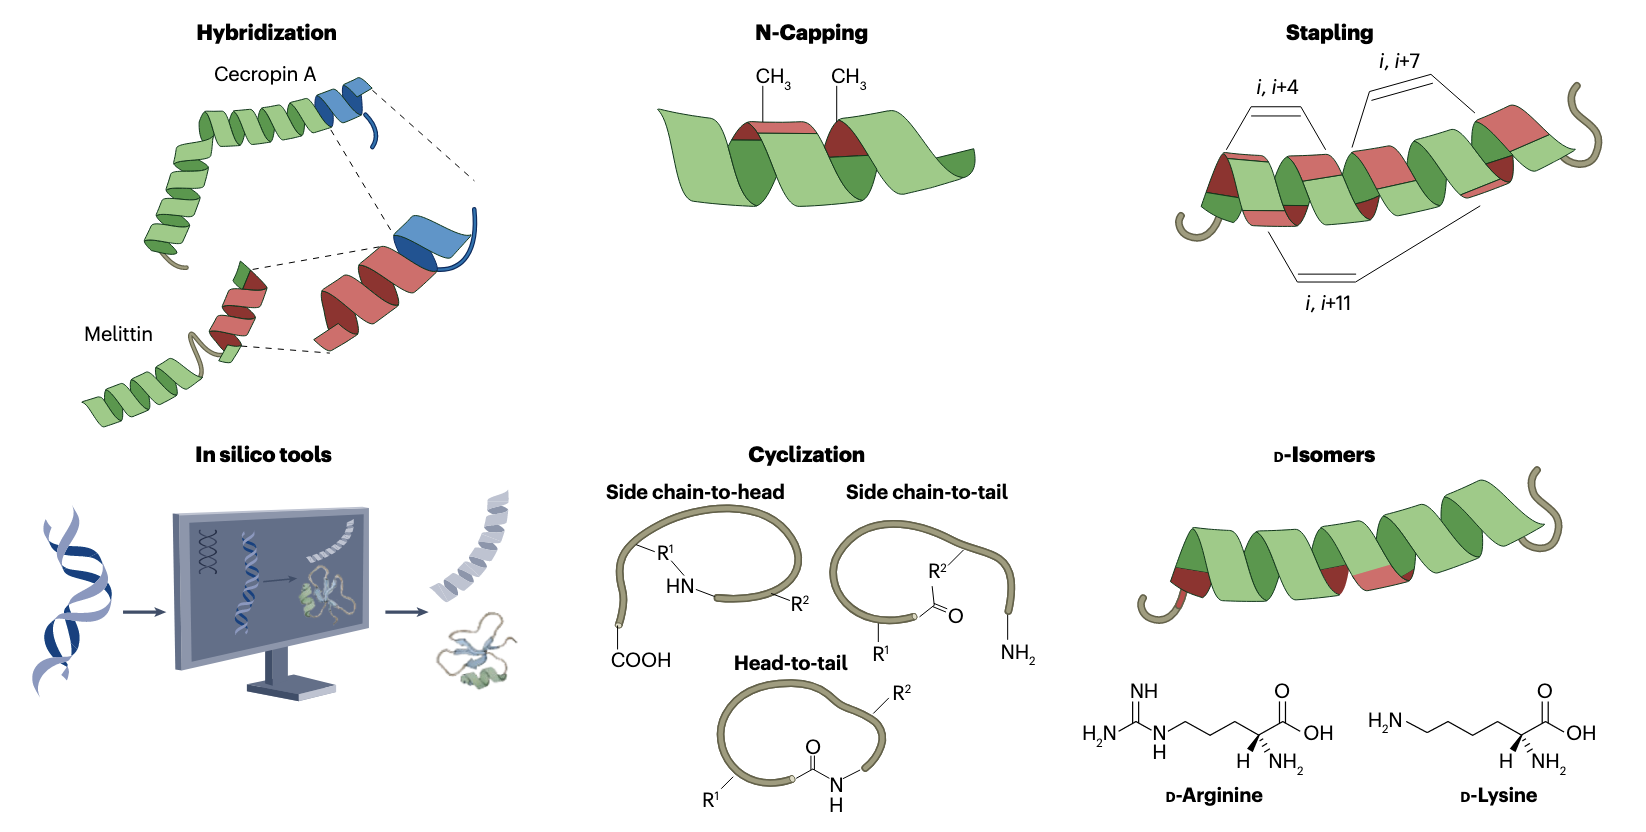 Hybridization
Cecropin A
Melittin
N-Capping
CH₃ CH₃
Stapling
i, i+4
i, i+7
i, i+11
In silico tools
Cyclization
Side chain-to-head
R¹
HN
R²
COOH
Side chain-to-tail
R²
O
R¹
NH₂
Head-to-tail
R²
O
N
H
R¹
D-Isomers
NH
H₂N
N
H
O
OH
H
NH₂
D-Arginine
H₂N
O
OH
H
NH₂
D-Lysine